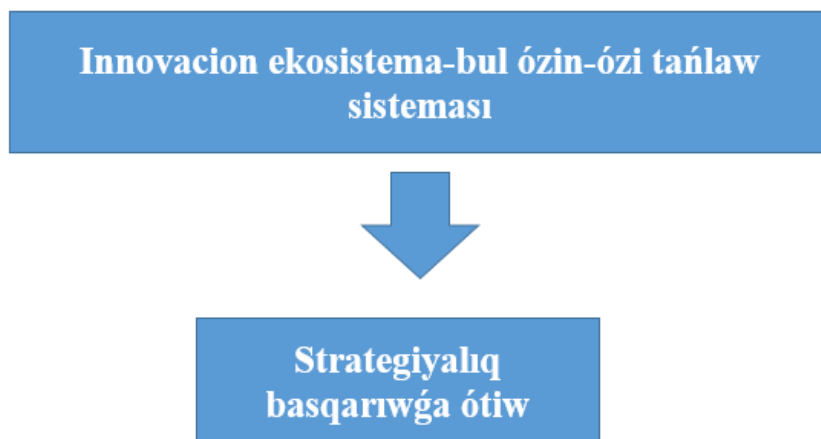 Innovacion ekosistema-bul ózin-ózi tańlaw
sisteması
Strategiyalıq
basqarıwǵa ótiw